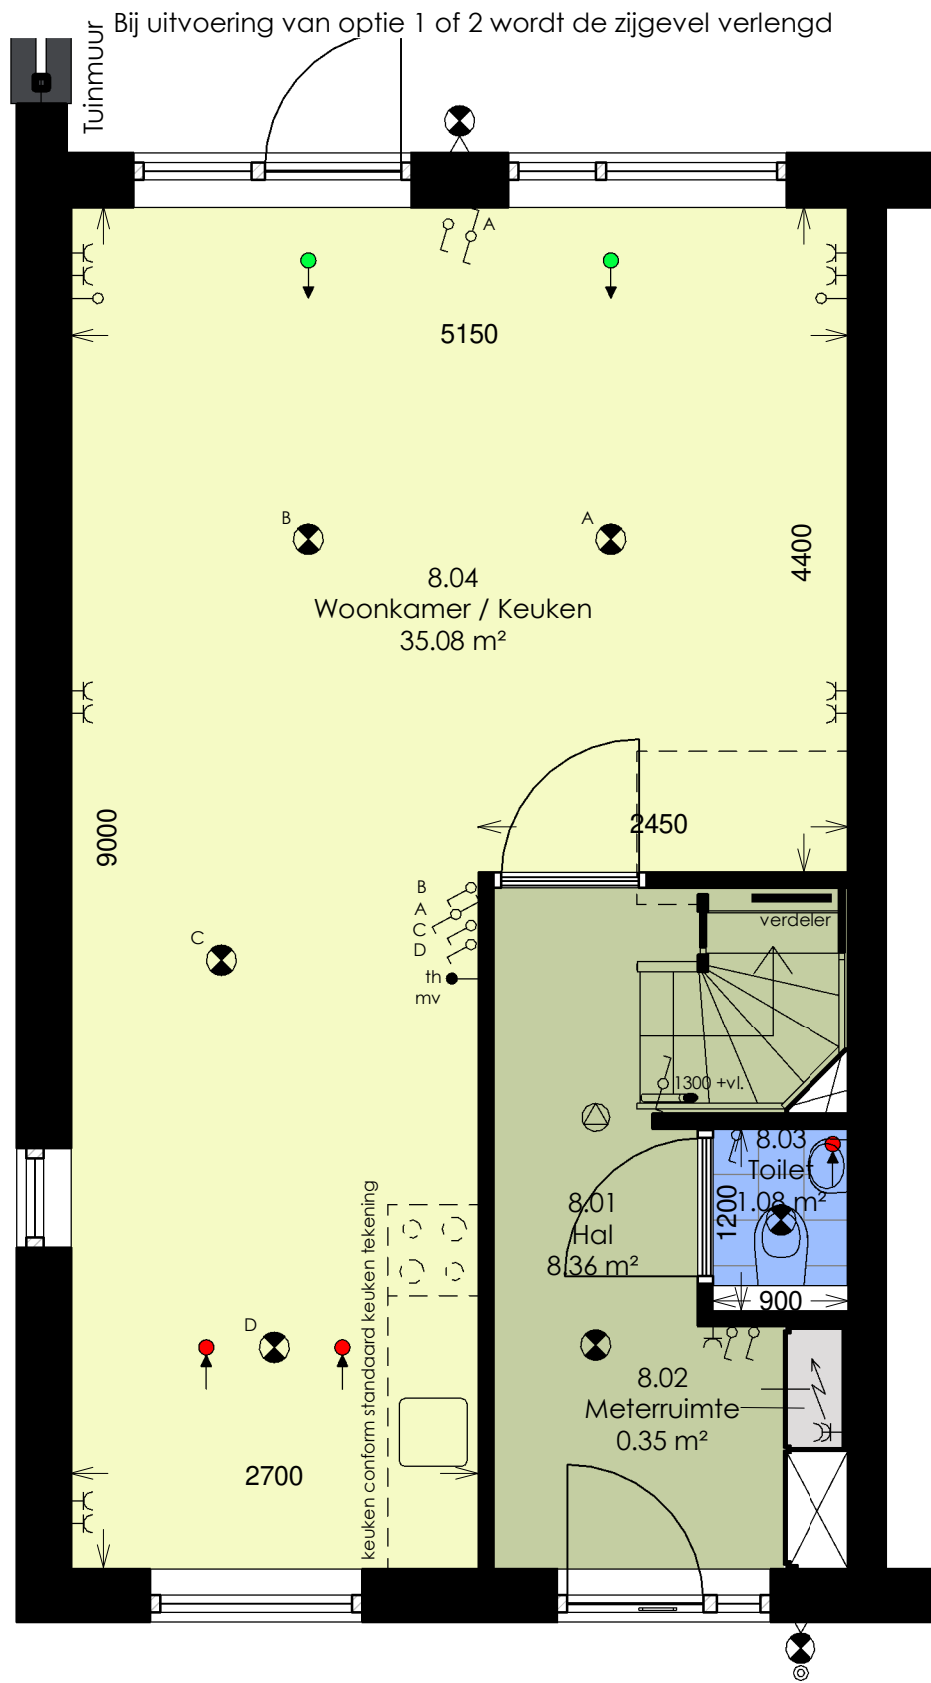 Bij uitvoering van optie 1 of 2 wordt de zijgevel verlengd
Tuinmuur
A
5150
B
A
4400
8.04
Woonkamer / Keuken
35.08 m²
9000
2450
B
A
C
D
th
mv
verdeler
C
1300 +vl.
8.03
Toilet
1.08 m²
1200
900
8.01
Hal
8.36 m²
keuken conform standaard keuken tekening
D
8.02
Meterruimte
0.35 m²
2700